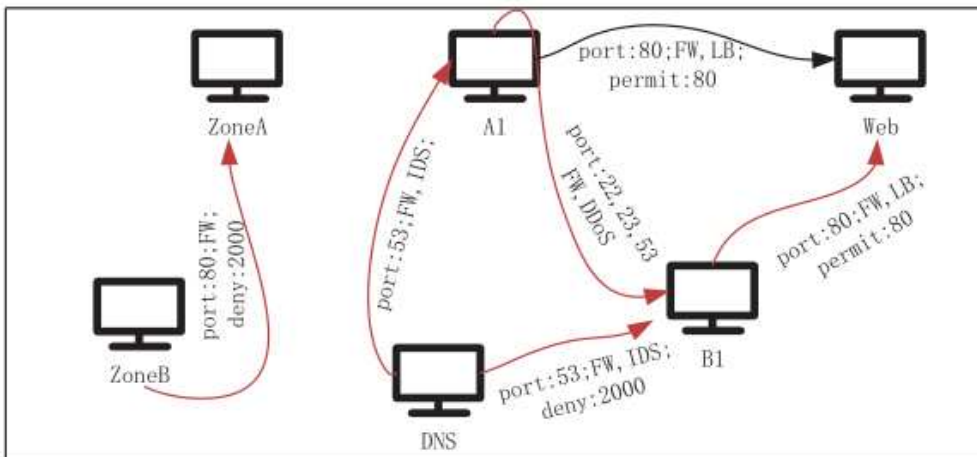 port:80;FW,LB;
permit:80
ZoneA
A1
Web
port:80;FW;
deny:2000
port:53;FW,IDS;
port:22,23,53
FW,DDoS
port:80;FW,LB;
permit:80
ZoneB
B1
port:53;FW,IDS;
deny:2000
DNS